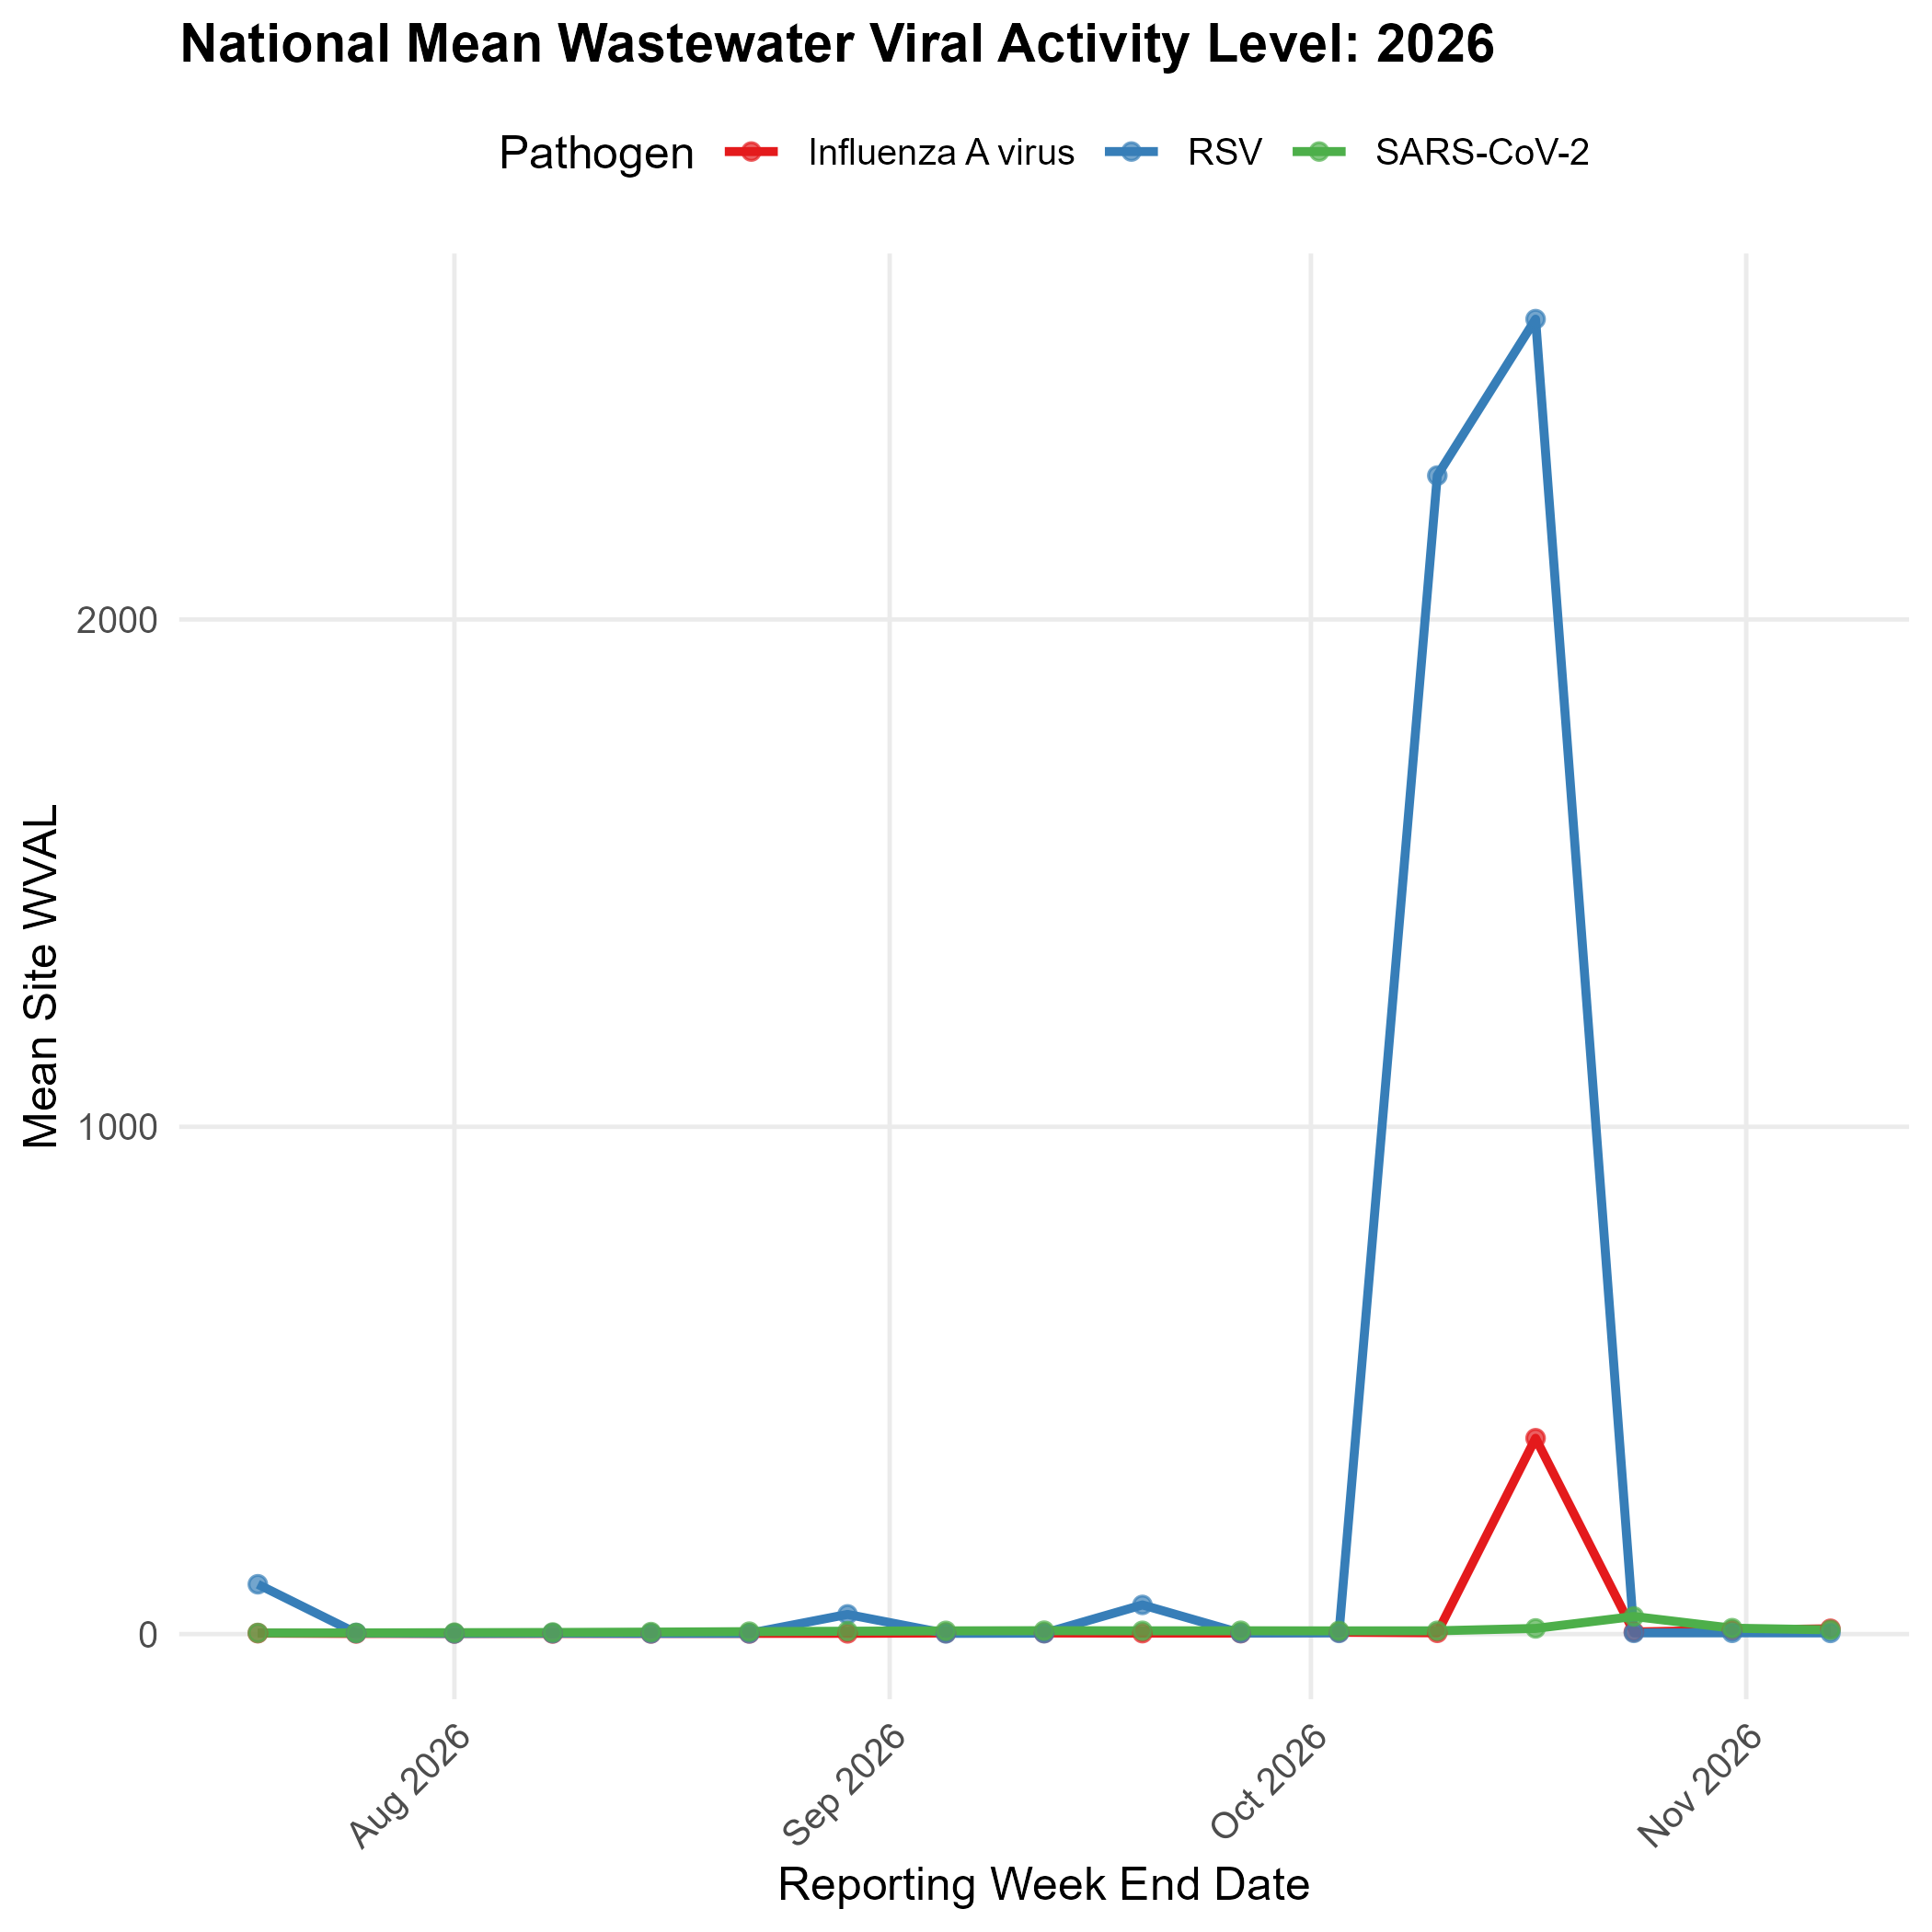 National Mean Wastewater Viral Activity Level: 2026
Pathogen Influenza A virus RSV SARS-CoV-2
Mean Site WVAL
2000
1000
0
Aug 2026 Sep 2026 Oct 2026 Nov 2026
Reporting Week End Date